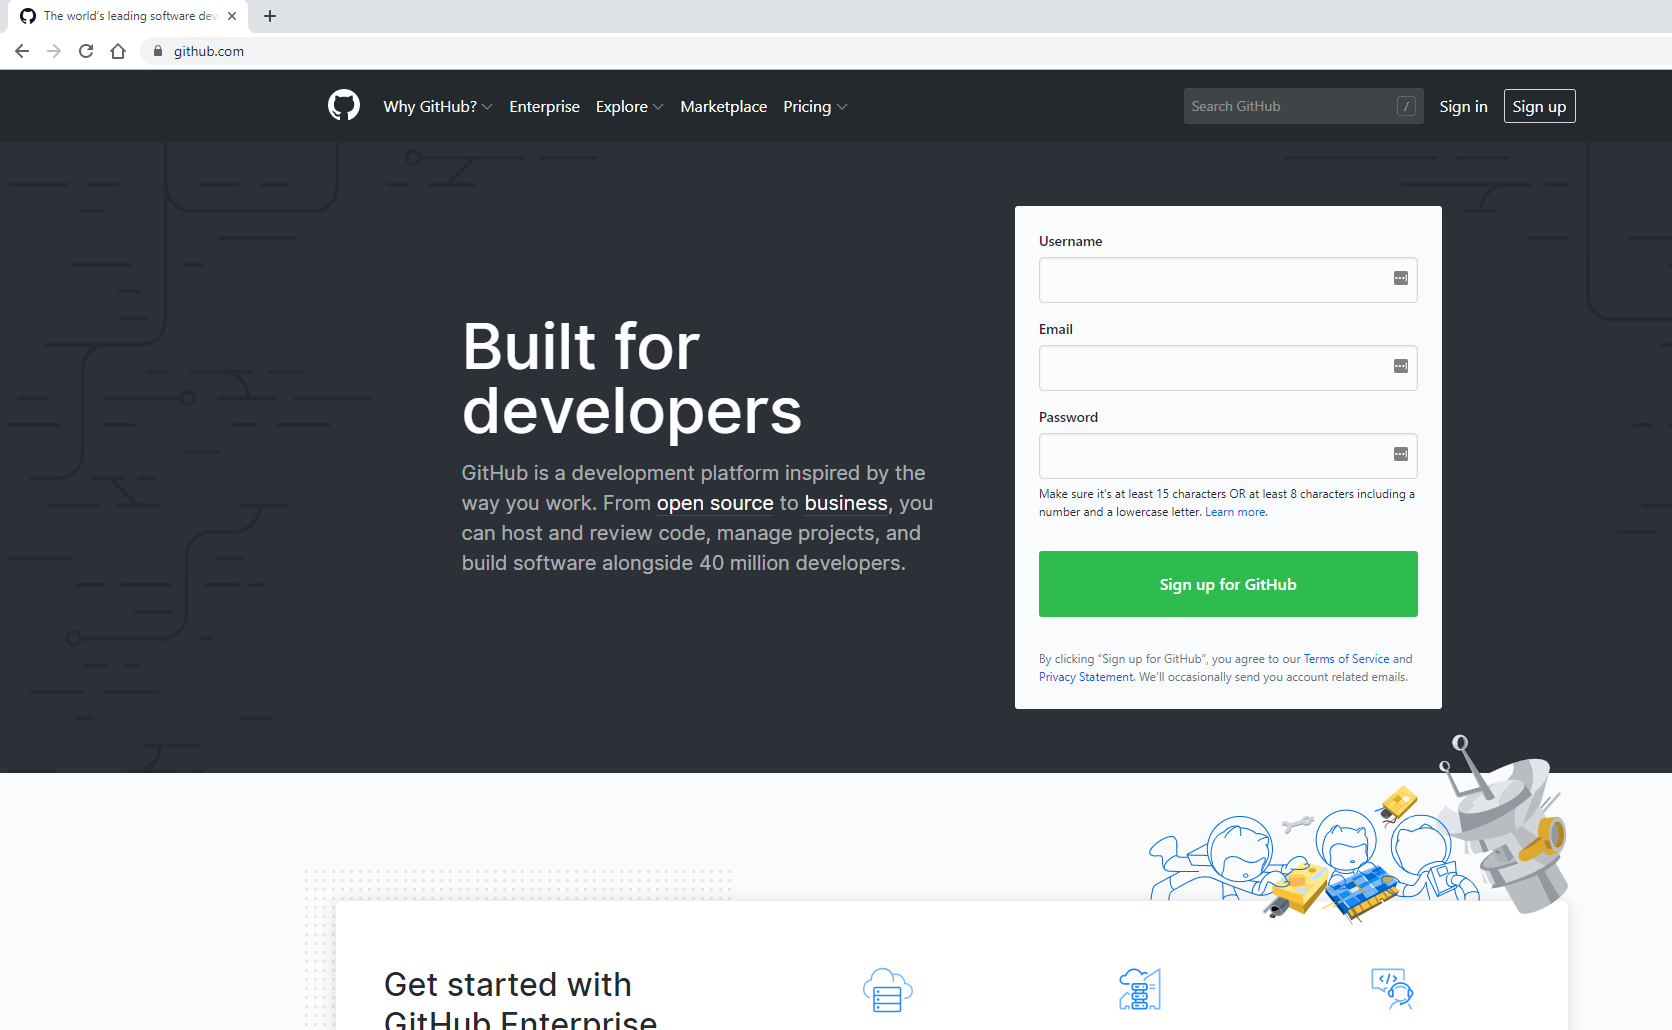 The world's leading software dev
github.com
Why GitHub? Enterprise Explore Marketplace Pricing
Search GitHub /
Sign in
Sign up
Built for
developers
GitHub is a development platform inspired by the
way you work. From open source to business, you
can host and review code, manage projects, and
build software alongside 40 million developers.
Username
Email
Password
Make sure it's at least 15 characters OR at least 8 characters including a
number and a lowercase letter. Learn more.
Sign up for GitHub
By clicking “Sign up for GitHub”, you agree to our Terms of Service and
Privacy Statement. We’ll occasionally send you account related emails.
Get started with
GitHub Enterprise